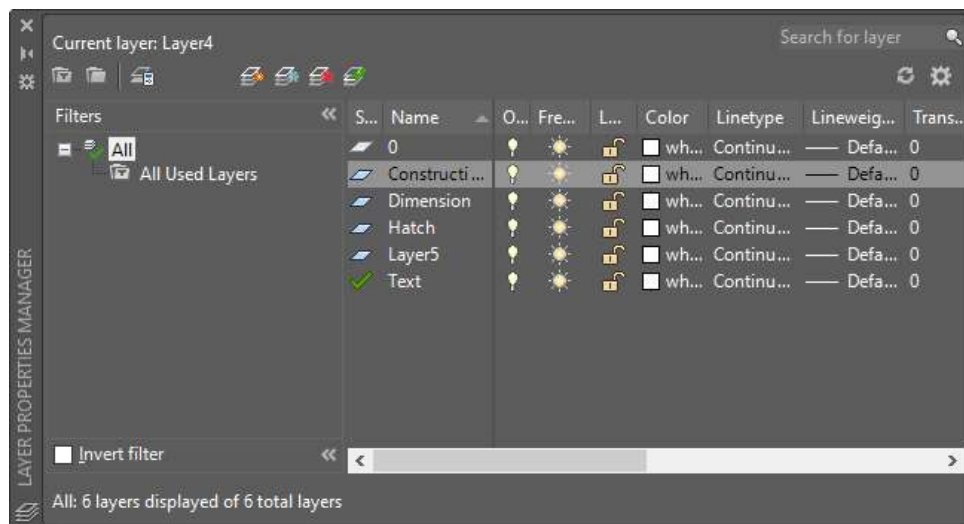 Current layer: Layer4
Search for layer
Filters
S... Name O... Fre... L... Color Linetype Lineweig... Trans..
All
0 wh... Continu... Defa... 0
All Used Layers
Constructi... wh... Continu... Defa... 0
Dimension wh... Continu... Defa... 0
Hatch wh... Continu... Defa... 0
Layer5 wh... Continu... Defa... 0
Text wh... Continu... Defa... 0
Invert filter
All: 6 layers displayed of 6 total layers
LAYER PROPERTIES MANAGER